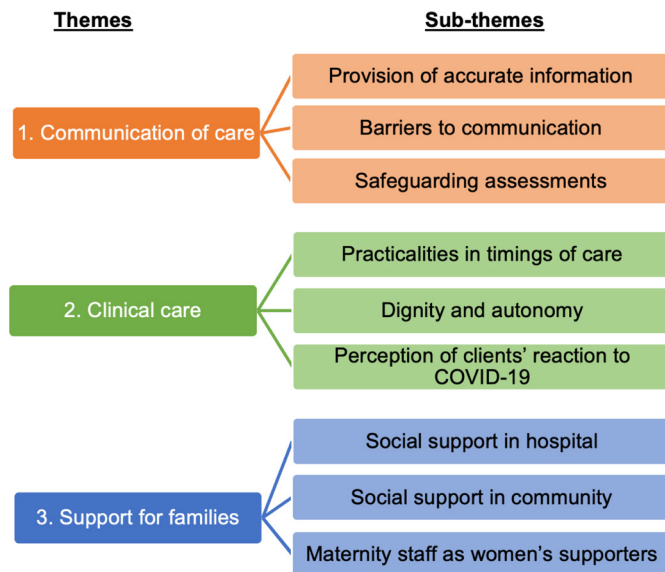 Themes
Sub-themes
1. Communication of care
Provision of accurate information
Barriers to communication
Safeguarding assessments
2. Clinical care
Practicalities in timings of care
Dignity and autonomy
Perception of clients’ reaction to
COVID-19
3. Support for families
Social support in hospital
Social support in community
Maternity staff as women’s supporters